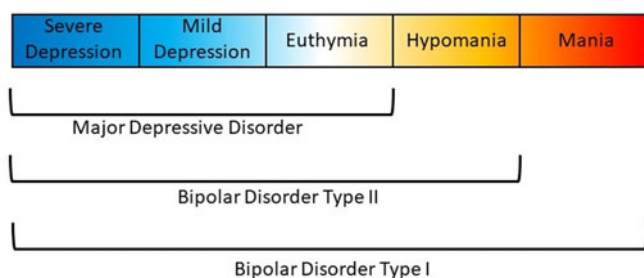 Severe Depression
Mild Depression
Euthymia
Hypomania
Mania
Major Depressive Disorder
Bipolar Disorder Type II
Bipolar Disorder Type I